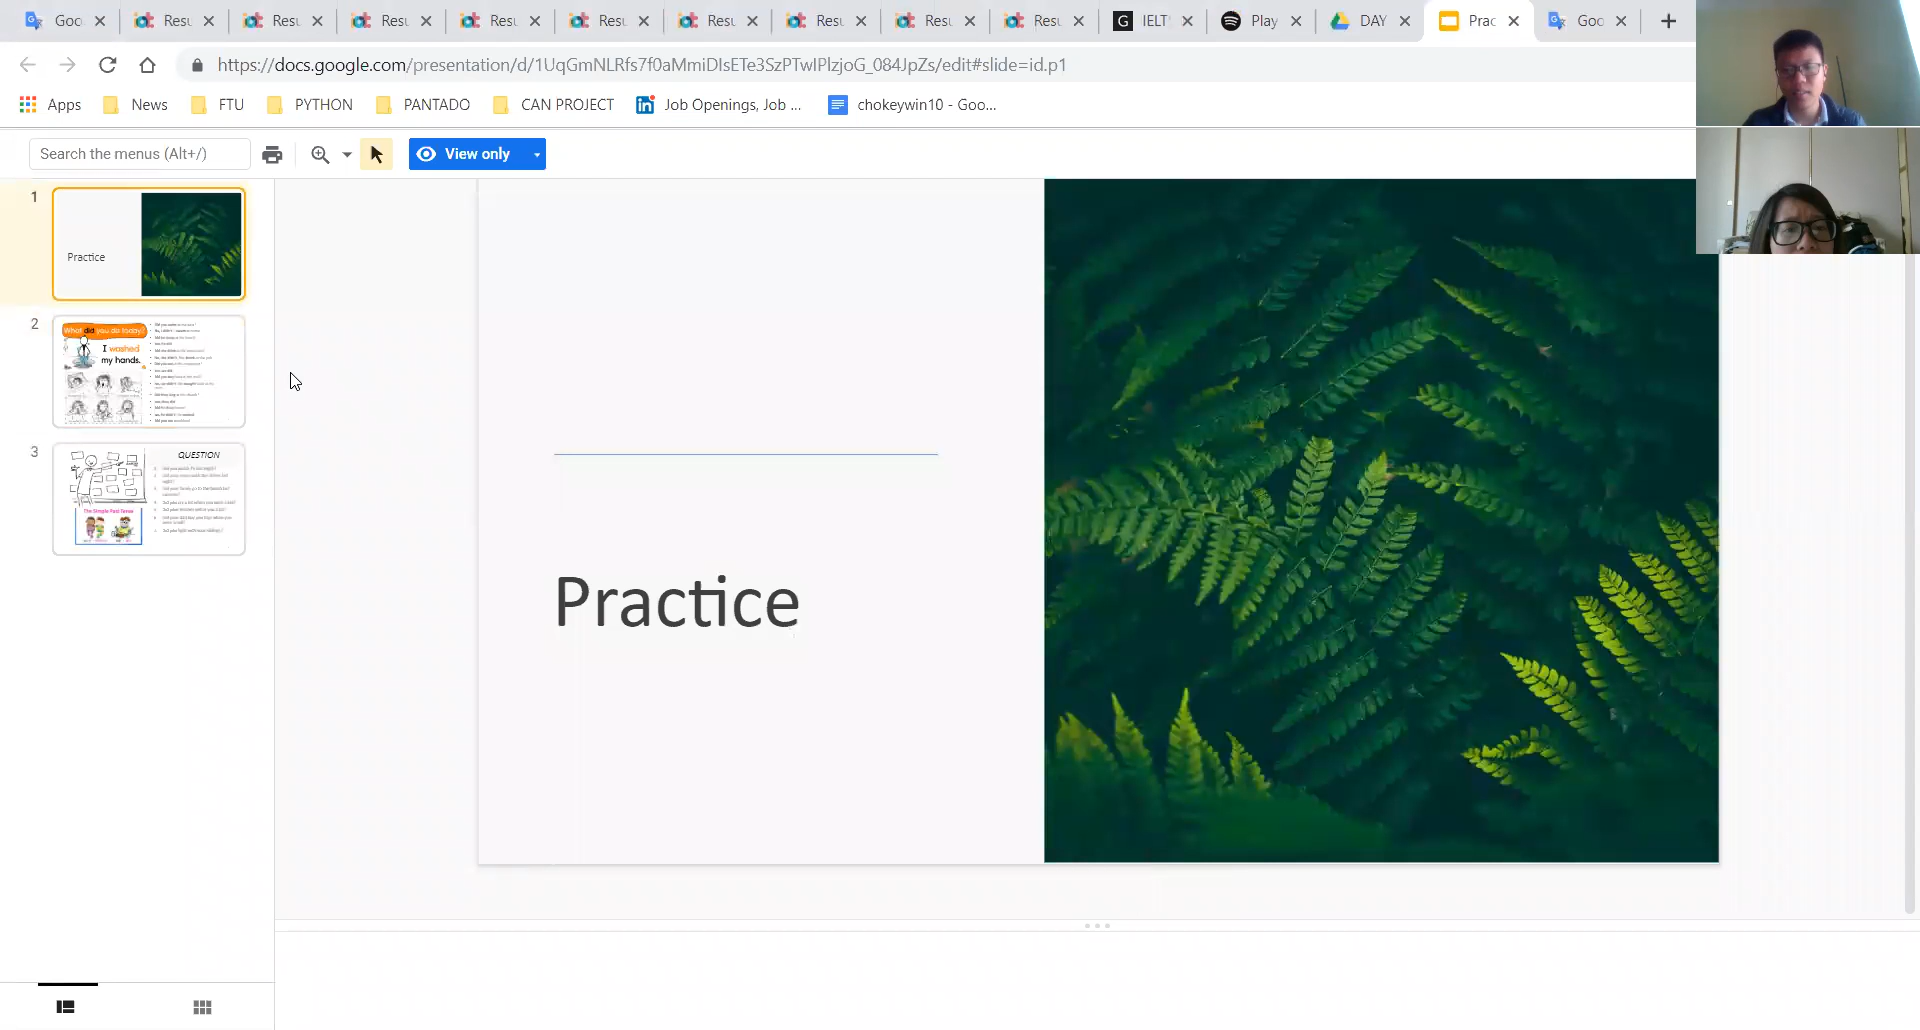 Goo Resu Resu Resu Resu Resu Resu Resu Resu Resu G IELT Play DAY Prac Goo
https://docs.google.com/presentation/d/1UqGmNLRfs7f0aMmiDIsETe3SzPTwIPlzjoG_084JpZs/edit#slide=id.p1
Apps News FTU PYTHON PANTADO CAN PROJECT Job Openings, Job ... chokeywin10 - Goo...
Search the menus (Alt+/) View only
1
Practice
2
What did you do today?
I washed
my hands.
3
QUESTION
The Simple Past Tense
Practice